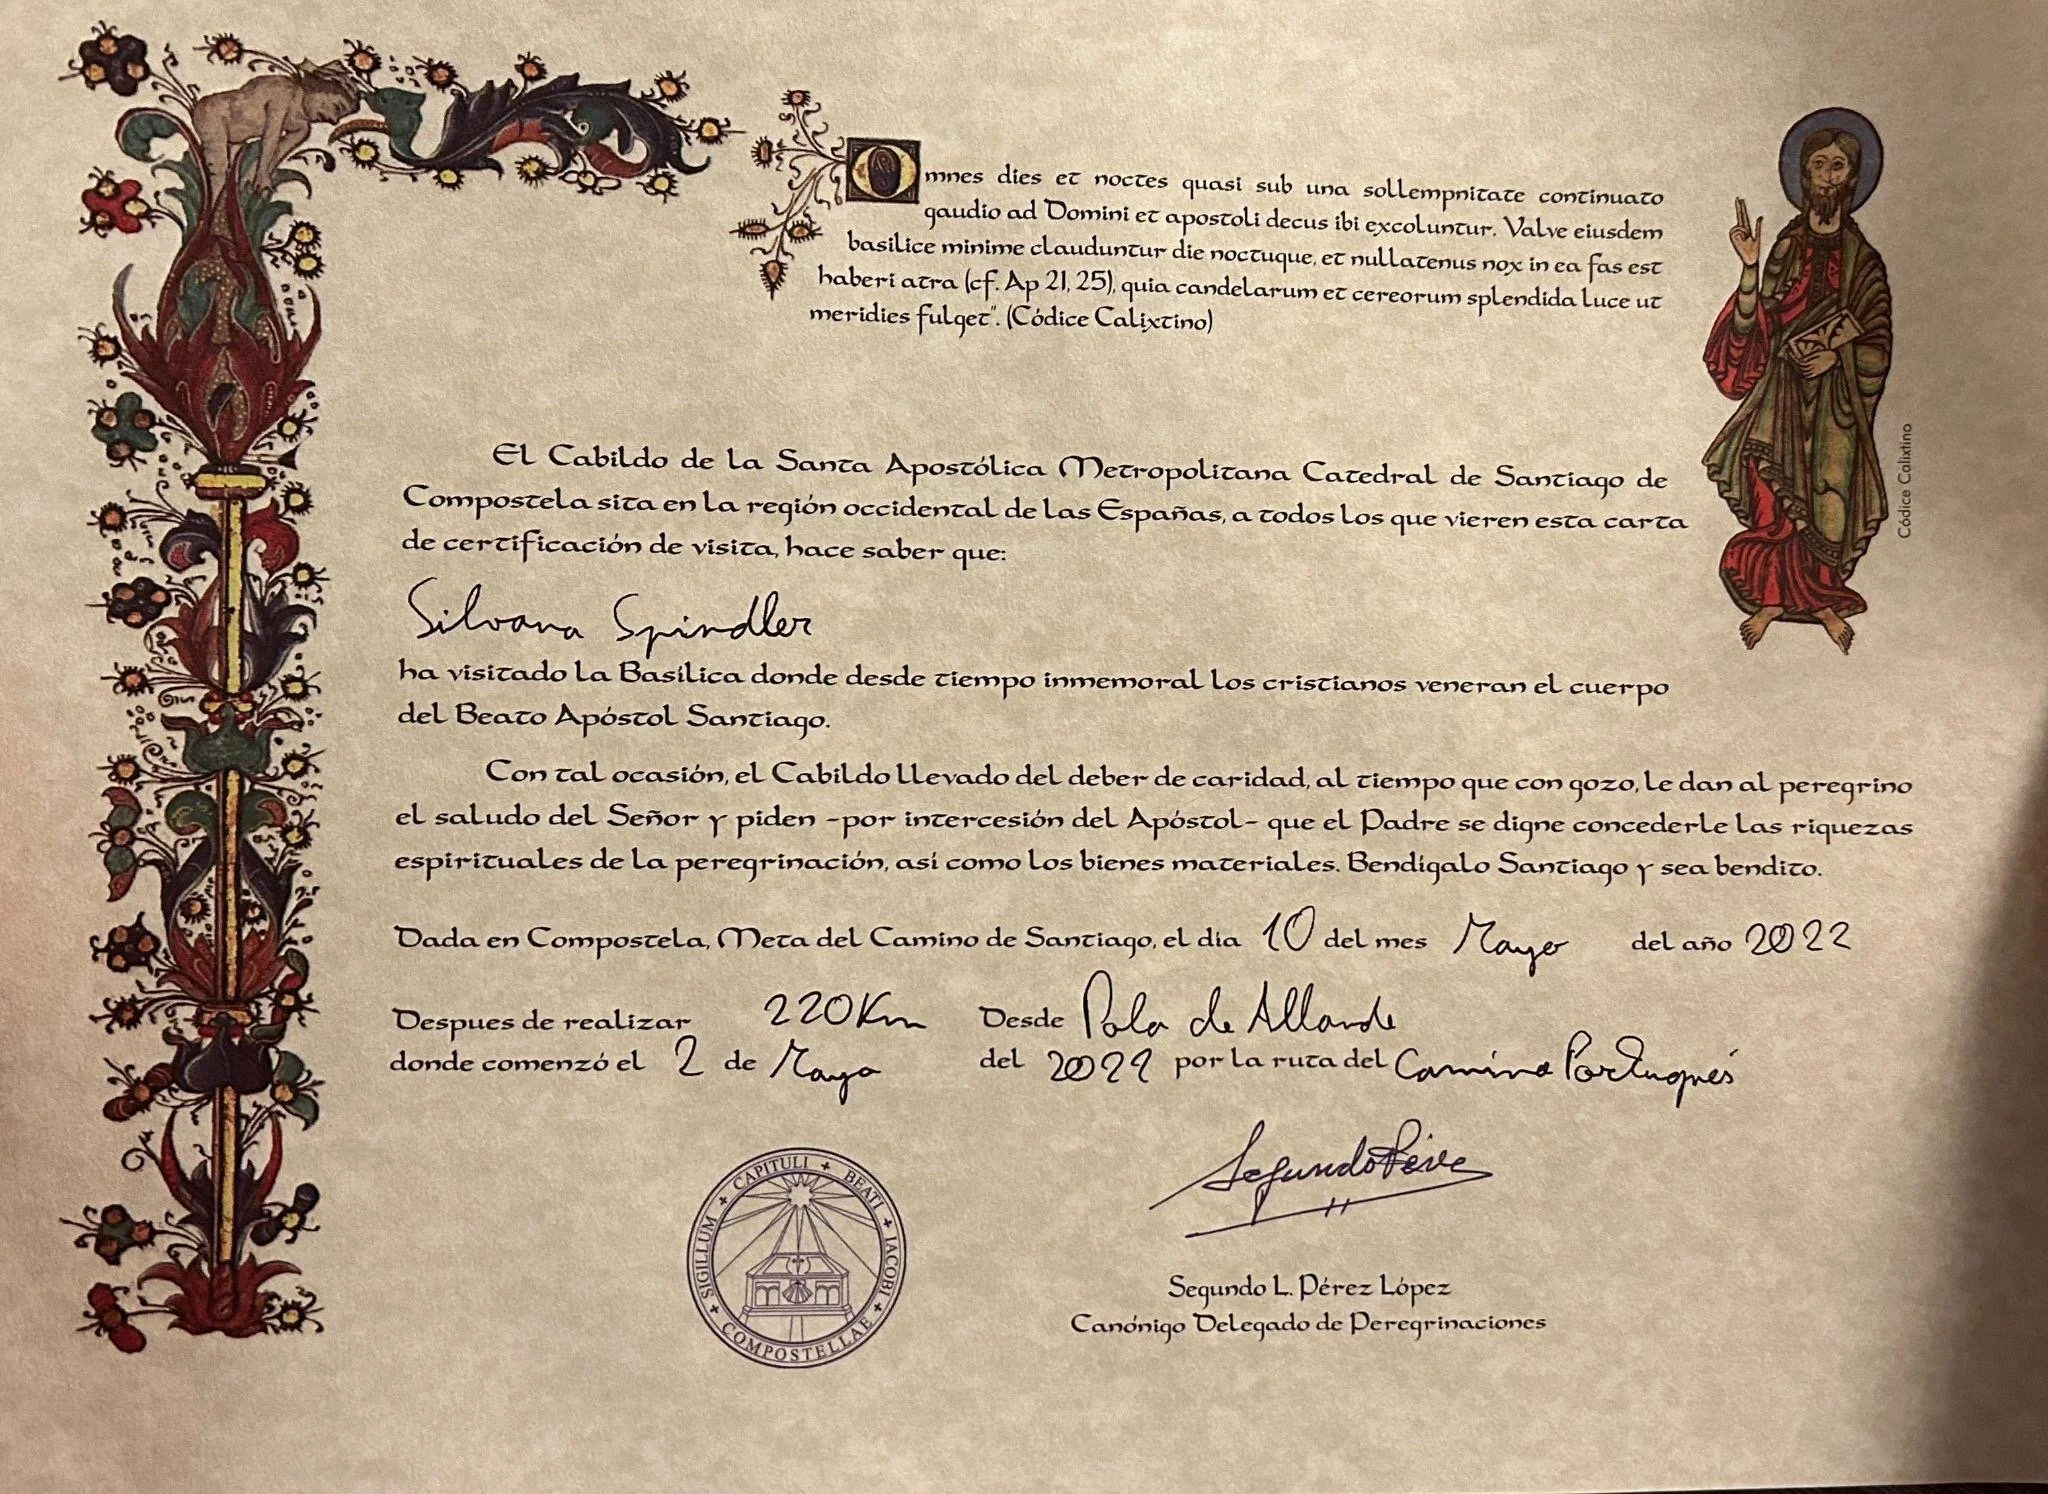 Omnes dies et noctes quasi sub una sollempnitate continuato
gaudio ad Domini et apostoli decus ibi excoluntur. Valve eiusdem
basilice minime clauduntur die noctuque, et nullatenus nox in ea fas est
haberi atra (cf. Ap 21, 25), quia candelarum et cereorum splendida luce ut
meridies fulget". (Códice Calixtino)
Códice Calixtino
El Cabildo de la Santa Apostólica Metropolitana Catedral de Santiago de
Compostela sita en la región occidental de las Españas, a todos los que vieren esta carta
de certificación de visita, hace saber que:
Silvana Spindler
ha visitado la Basílica donde desde tiempo inmemoral los cristianos veneran el cuerpo
del Beato Apóstol Santiago.
Con tal ocasión, el Cabildo llevado del deber de caridad, al tiempo que con gozo, le dan al peregrino
el saludo del Señor y piden -por intercesión del Apóstol- que el Padre se digne concederle las riquezas
espirituales de la peregrinación, así como los bienes materiales. Bendígalo Santiago y sea bendito.
Dada en Compostela, Meta del Camino de Santiago, el día 10 del mes Mayo del año 2022
Despues de realizar 220Km Desde Pola de Allande
donde comenzó el 2 de Mayo del 2022 por la ruta del Camino Portugués
SIGILLUM + CAPITULI + BEATI + IACOBI + COMPOSTELLAE +
Segundo Pérez
Segundo L. Pérez López
Canónigo Delegado de Peregrinaciones